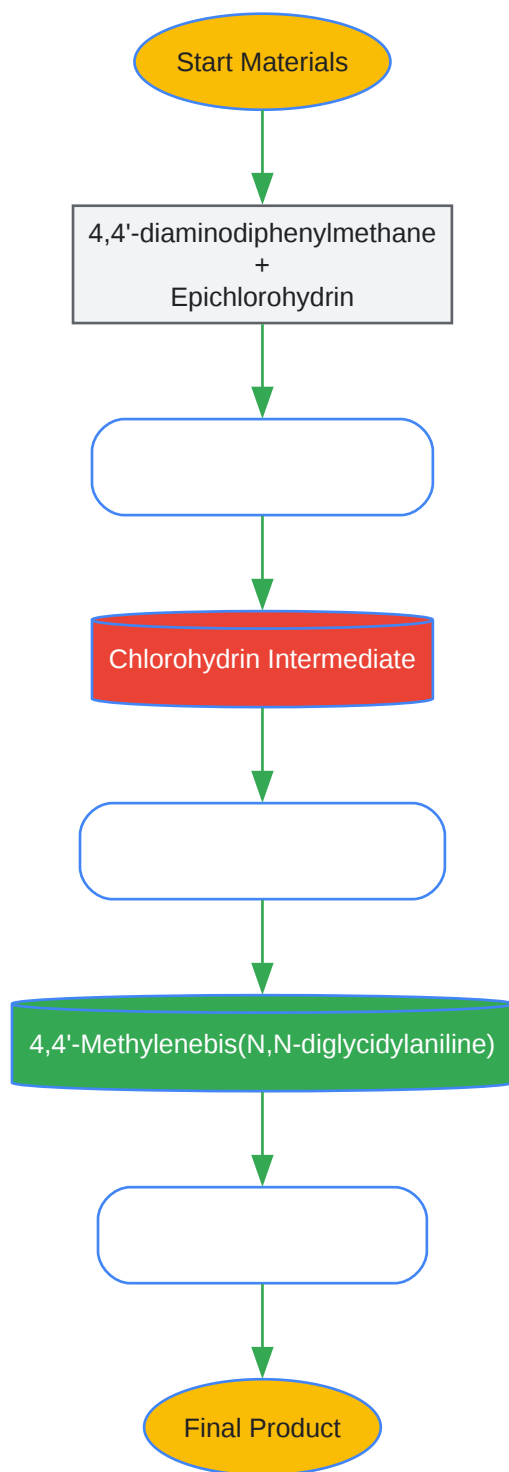 Start Materials
4,4'-diaminodiphenylmethane
+
Epichlorohydrin
Chlorohydrin Intermediate
4,4'-Methylenebis(N,N-diglycidylaniline)
Final Product